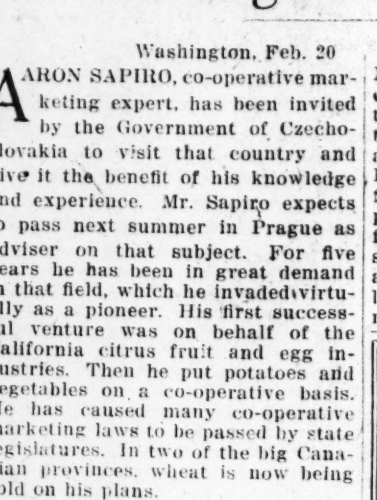 Washington, Feb. 20
AARON SAPIRO, co-operative mar-
keting expert, has been invited
by the Government of Czecho-
lovakia to visit that country and
ive it the benefit of his knowledge
nd experience. Mr. Sapiro expects
o pass next summer in Prague as
dviser on that subject. For five
ears he has been in great demand
n that field, which he invaded virtu-
lly as a pioneer. His first success-
ul venture was on behalf of the
alifornia citrus fruit and egg in-
ustries. Then he put potatoes and
egetables on a co-operative basis.
e has caused many co-operative
arketing laws to be passed by state
egislatures. In two of the big Cana-
ian provinces, wheat is now being
old on his plans.